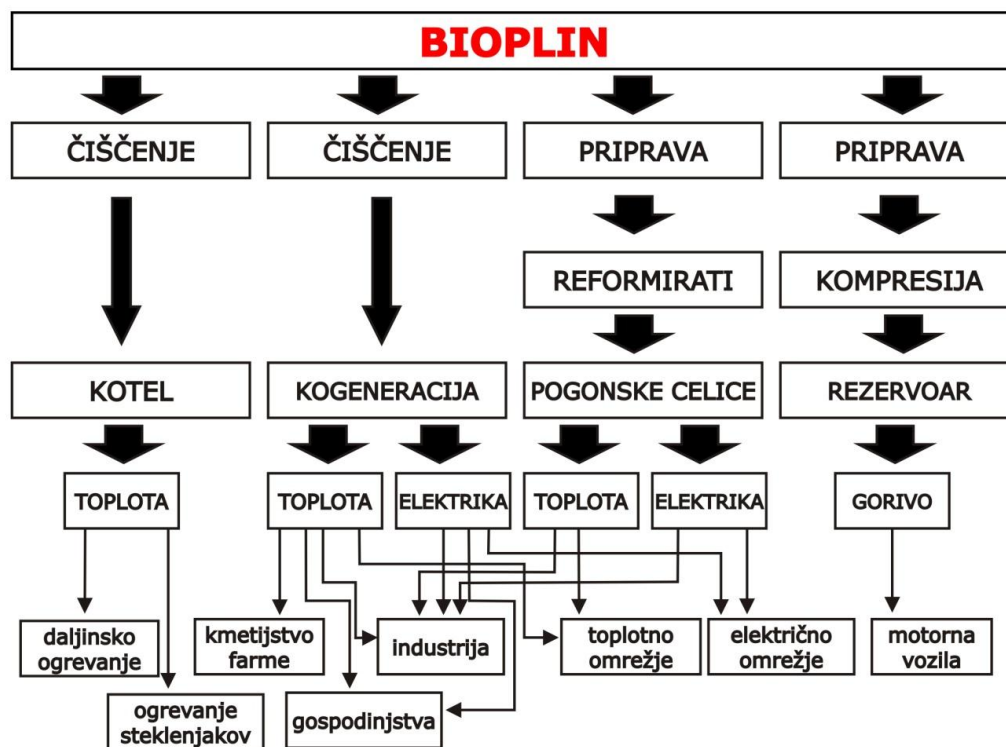 BIOPLIN
ČIŠČENJE
ČIŠČENJE
PRIPRAVA
PRIPRAVA
REFORMIRATI
KOMPRESIJA
KOTEL
KOGENERACIJA
POGONSKE CELICE
REZERVOAR
TOPLOTA
TOPLOTA
ELEKTRIKA
TOPLOTA
ELEKTRIKA
GORIVO
daljinsko
ogrevanje
kmetijstvo
farme
industrija
toplotno
omrežje
električno
omrežje
motorna
vozila
ogrevanje
steklenjakov
gospodinjstva